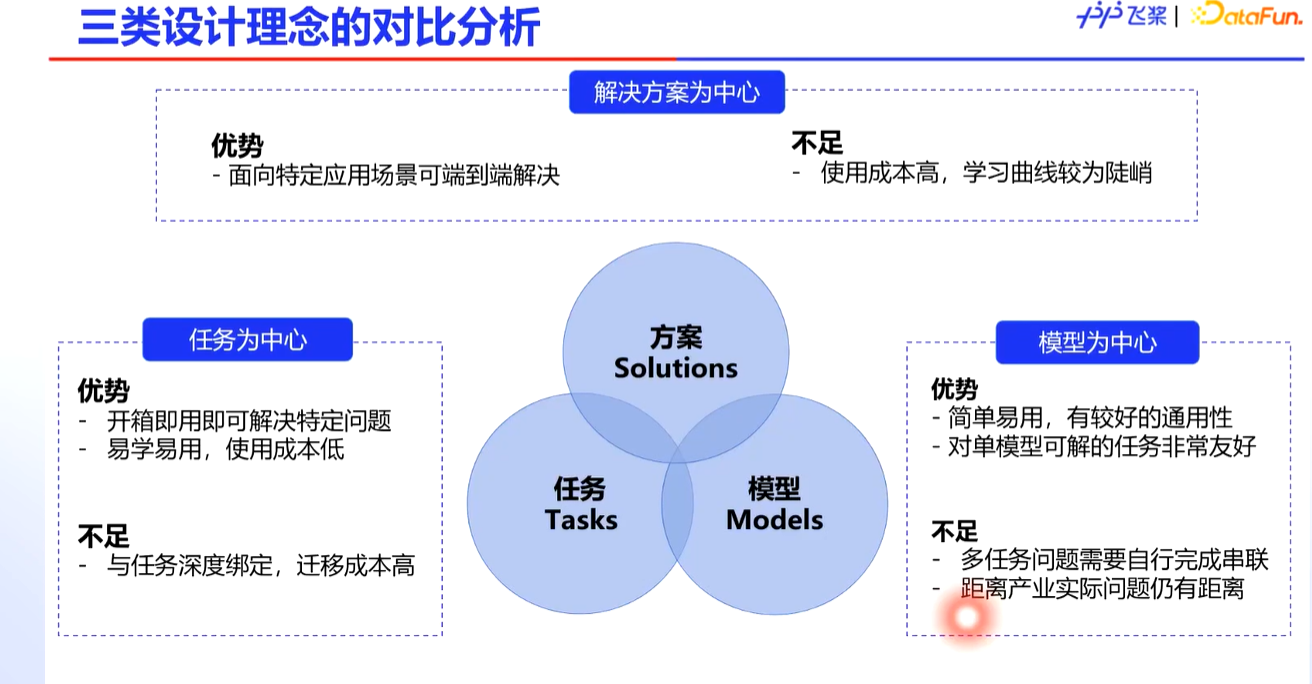 三类设计理念的对比分析
飞桨 | DataFun.
解决方案为中心
优势
- 面向特定应用场景可端到端解决
不足
- 使用成本高，学习曲线较为陡峭
任务为中心
优势
- 开箱即用即可解决特定问题
- 易学易用，使用成本低
不足
- 与任务深度绑定，迁移成本高
方案
Solutions
任务
Tasks
模型
Models
模型为中心
优势
- 简单易用，有较好的通用性
- 对单模型可解的任务非常友好
不足
- 多任务问题需要自行完成串联
- 距离产业实际问题仍有距离